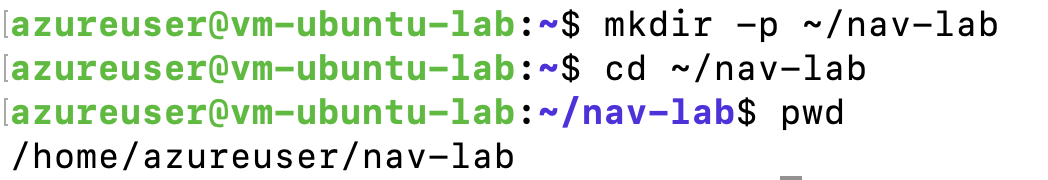 azureuser@vm-ubuntu-lab:~$ mkdir -p ~/nav-lab
azureuser@vm-ubuntu-lab:~$ cd ~/nav-lab
azureuser@vm-ubuntu-lab:~/nav-lab$ pwd
/home/azureuser/nav-lab